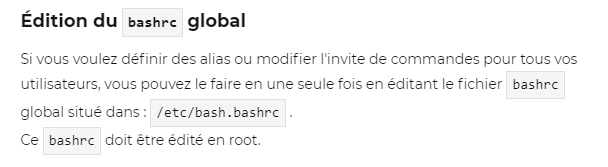 Édition du bashrc global
Si vous voulez définir des alias ou modifier l'invite de commandes pour tous vos
utilisateurs, vous pouvez le faire en une seule fois en éditant le fichier bashrc
global situé dans : /etc/bash.bashrc .
Ce bashrc doit être édité en root.